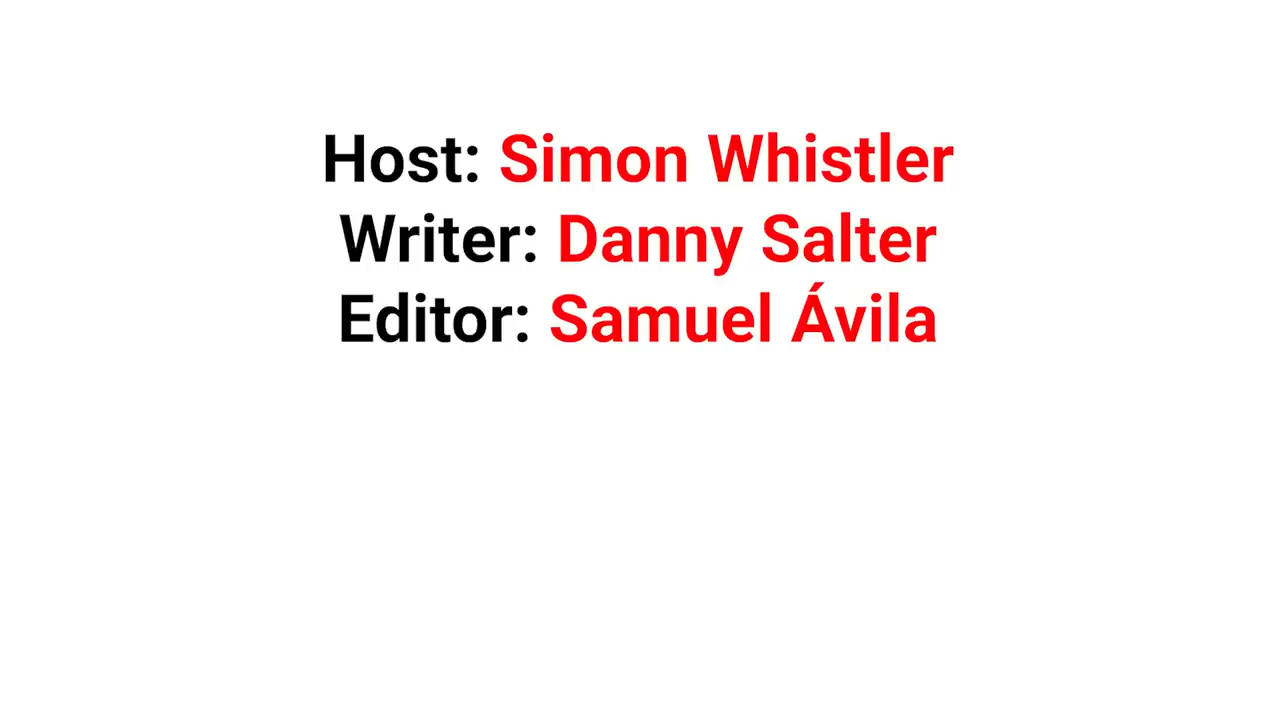 Host: Simon Whistler
Writer: Danny Salter
Editor: Samuel Ávila